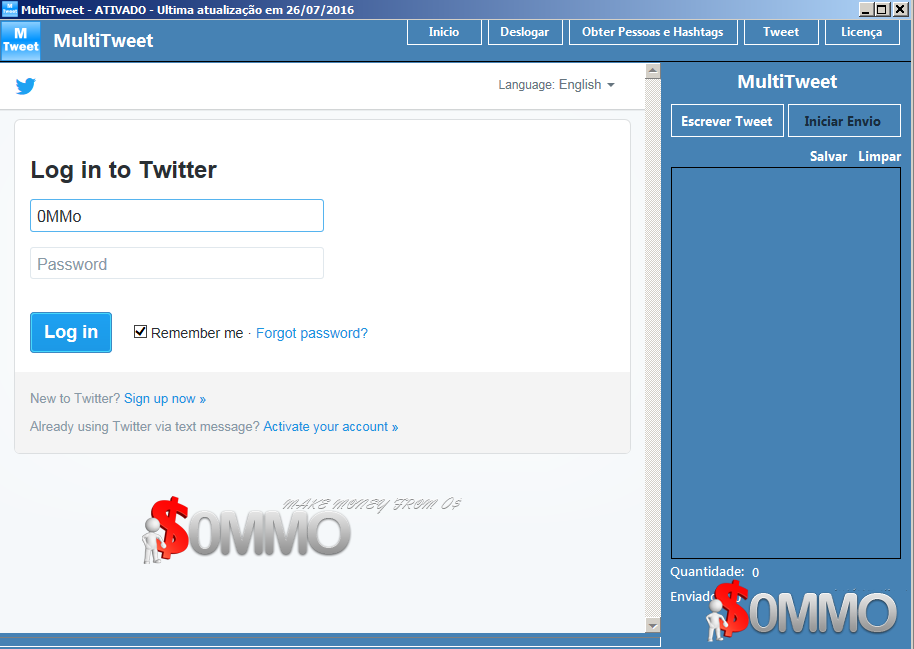 MultiTweet - ATIVADO - Ultima atualização em 26/07/2016
M
Tweet
MultiTweet
Inicio
Deslogar
Obter Pessoas e Hashtags
Tweet
Licença
Language: English
Log in to Twitter
0MMo
Password
Log in
Remember me · Forgot password?
New to Twitter? Sign up now »
Already using Twitter via text message? Activate your account »
MAKE MONEY FROM 0$
$0MMO
MultiTweet
Escrever Tweet
Iniciar Envio
Salvar Limpar
Quantidade: 0
$0MMO